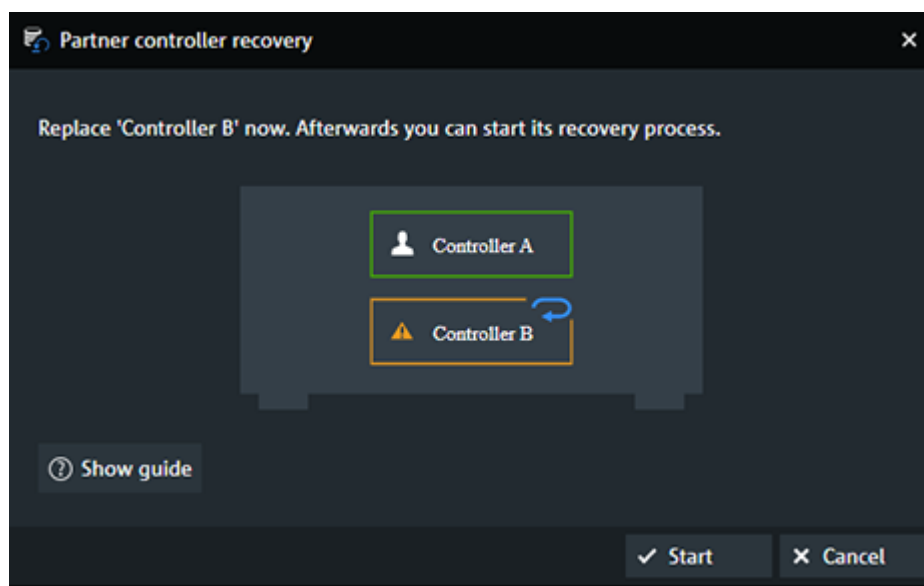 Partner controller recovery
Replace 'Controller B' now. Afterwards you can start its recovery process.
Controller A
Controller B
Show guide
Start
Cancel